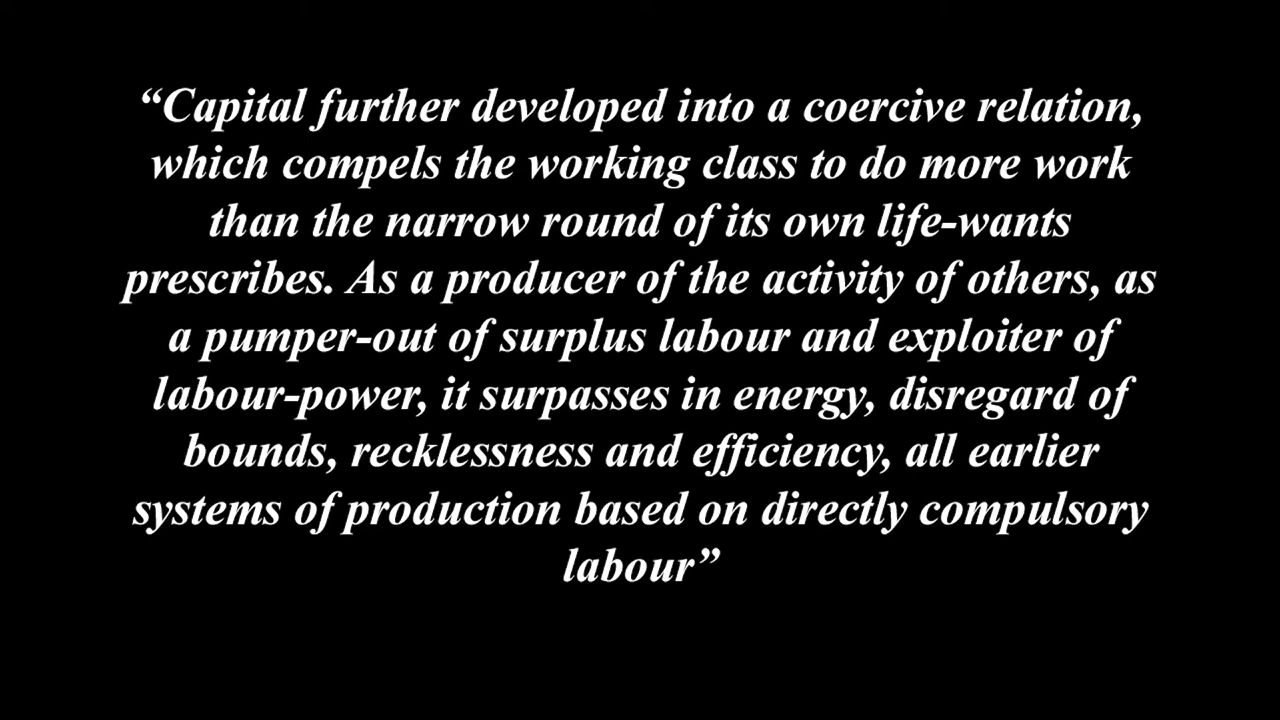 “Capital further developed into a coercive relation,
which compels the working class to do more work
than the narrow round of its own life-wants
prescribes. As a producer of the activity of others, as
a pumper-out of surplus labour and exploiter of
labour-power, it surpasses in energy, disregard of
bounds, recklessness and efficiency, all earlier
systems of production based on directly compulsory
labour”